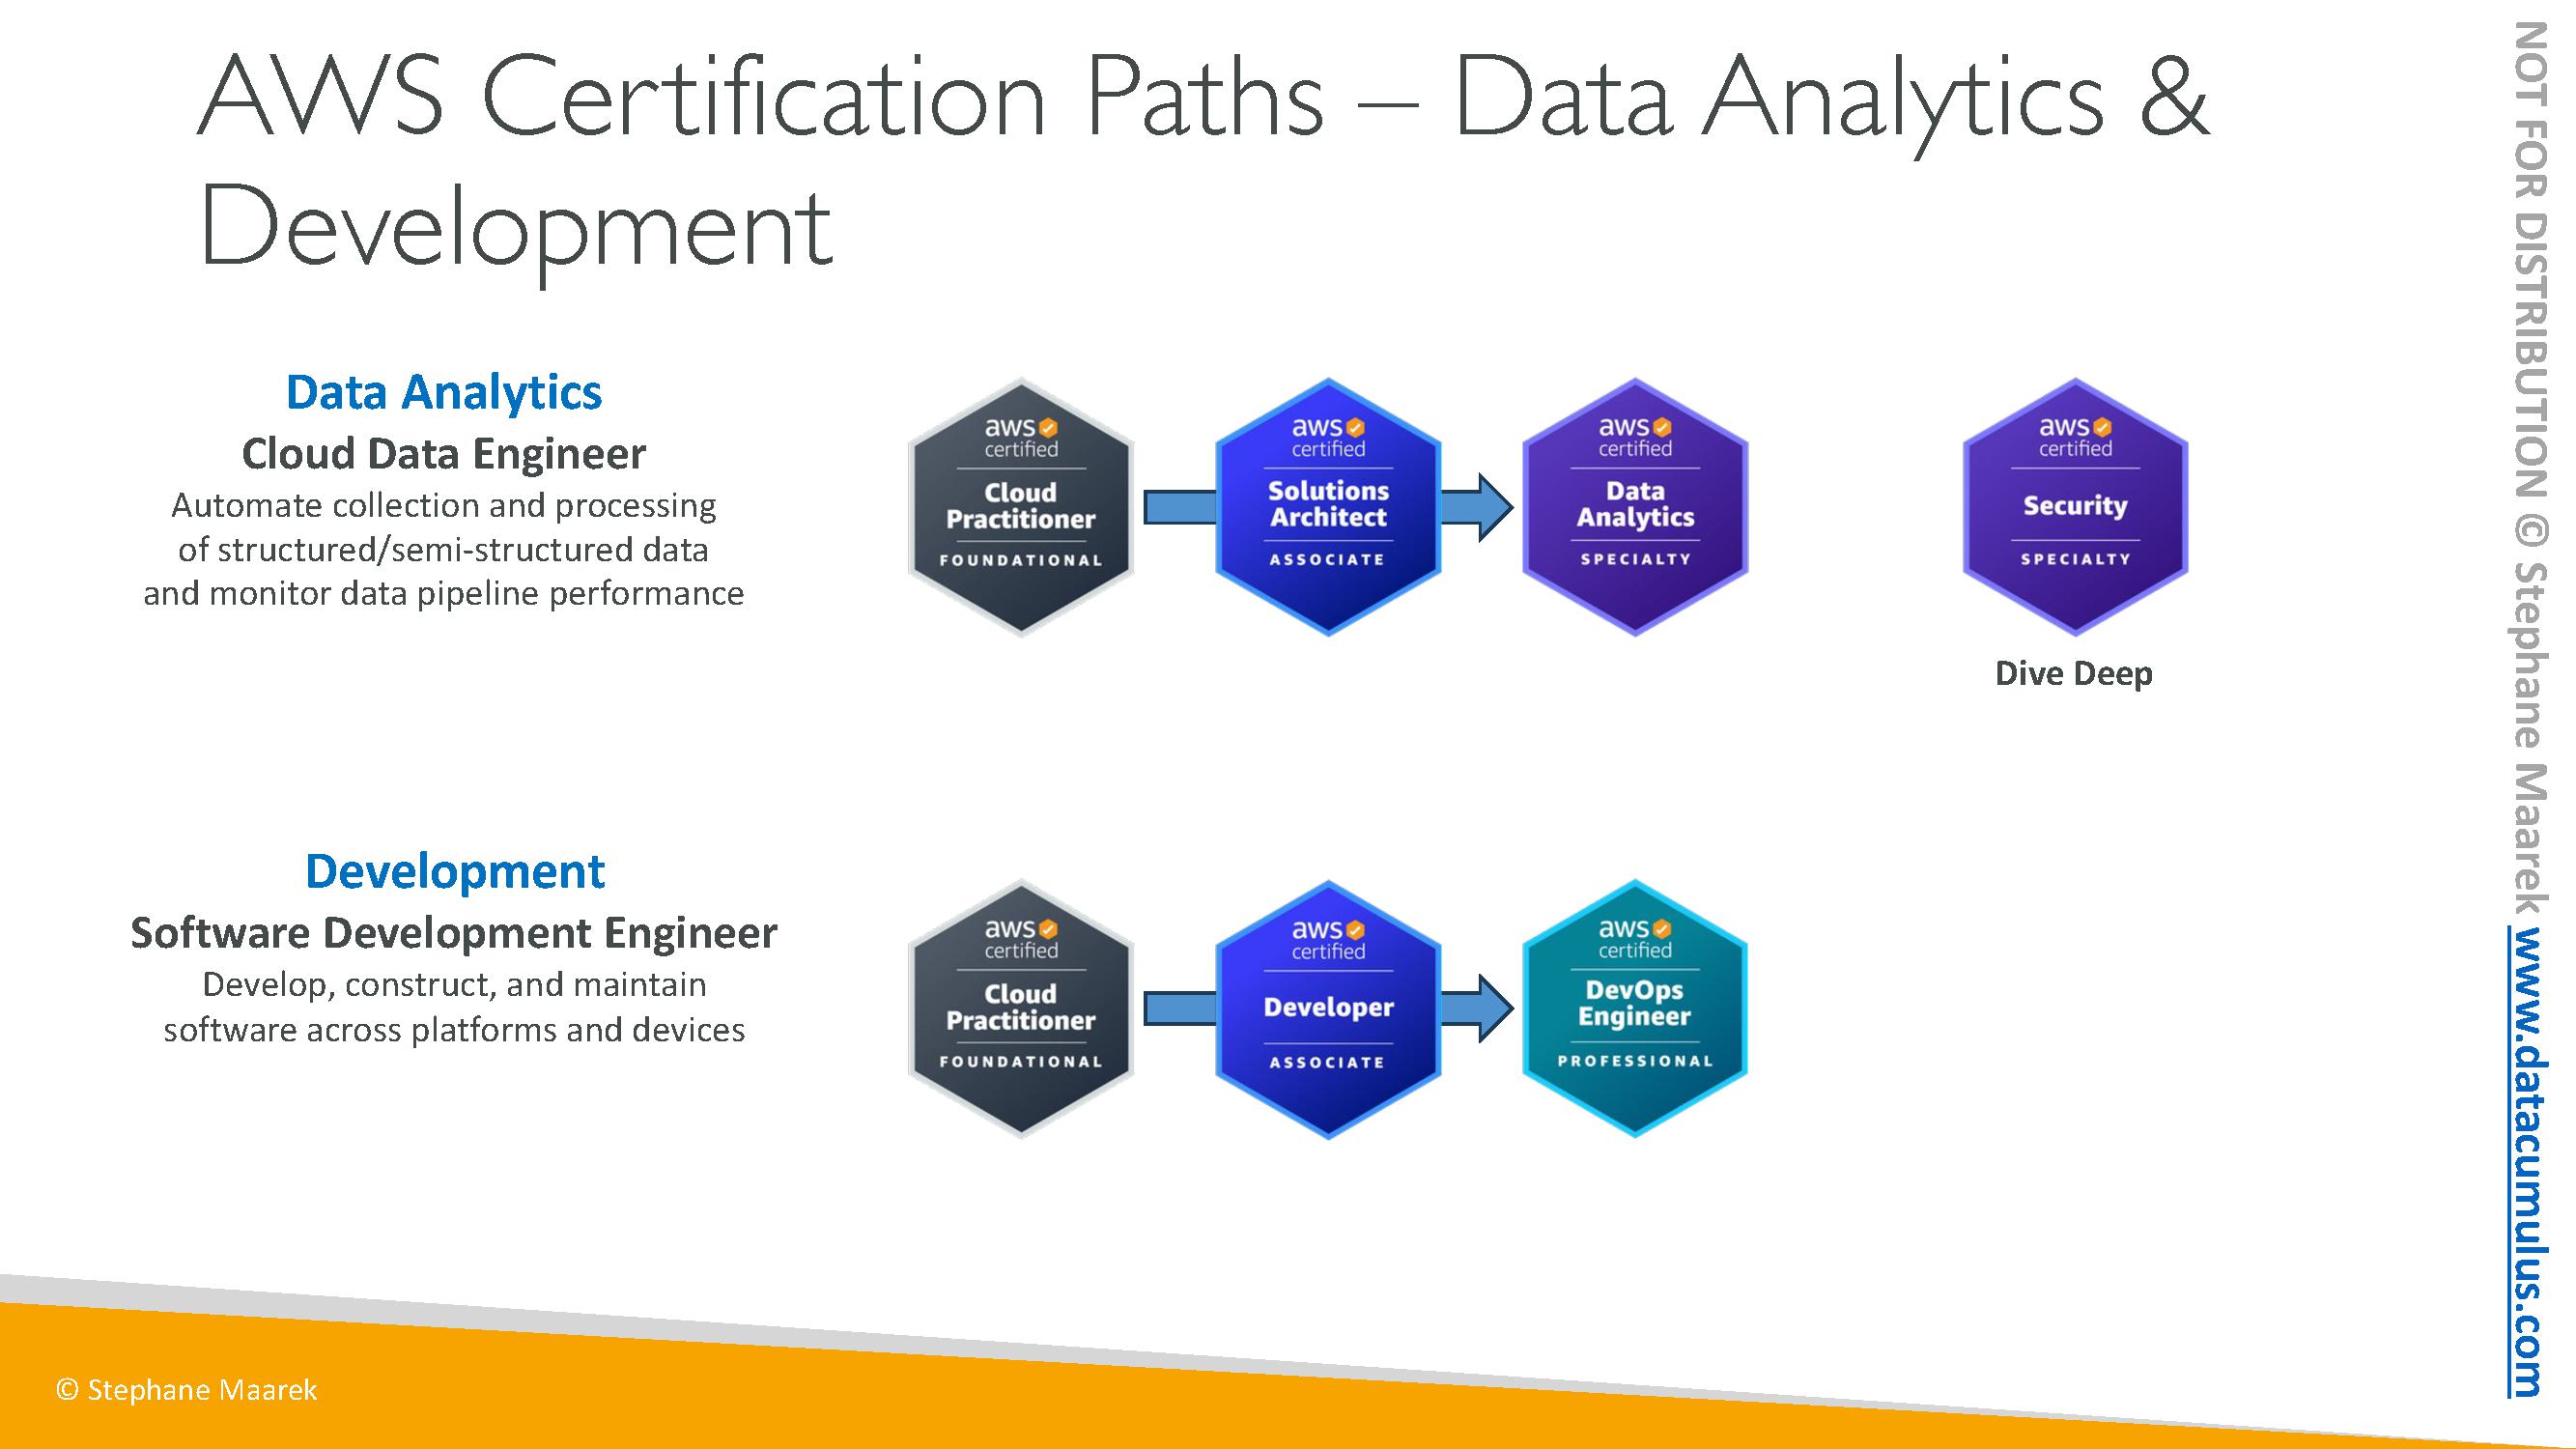 AWS Certification Paths – Data Analytics &
Development
Data Analytics
Cloud Data Engineer
Automate collection and processing
of structured/semi-structured data
and monitor data pipeline performance
aws
certified
Cloud
Practitioner
FOUNDATIONAL
aws
certified
Solutions
Architect
ASSOCIATE
aws
certified
Data
Analytics
SPECIALTY
aws
certified
Security
SPECIALTY
Dive Deep
Development
Software Development Engineer
Develop, construct, and maintain
software across platforms and devices
aws
certified
Cloud
Practitioner
FOUNDATIONAL
aws
certified
Developer
ASSOCIATE
aws
certified
DevOps
Engineer
PROFESSIONAL
© Stephane Maarek
NOT FOR DISTRIBUTION © Stephane Maarek www.datacumulus.com